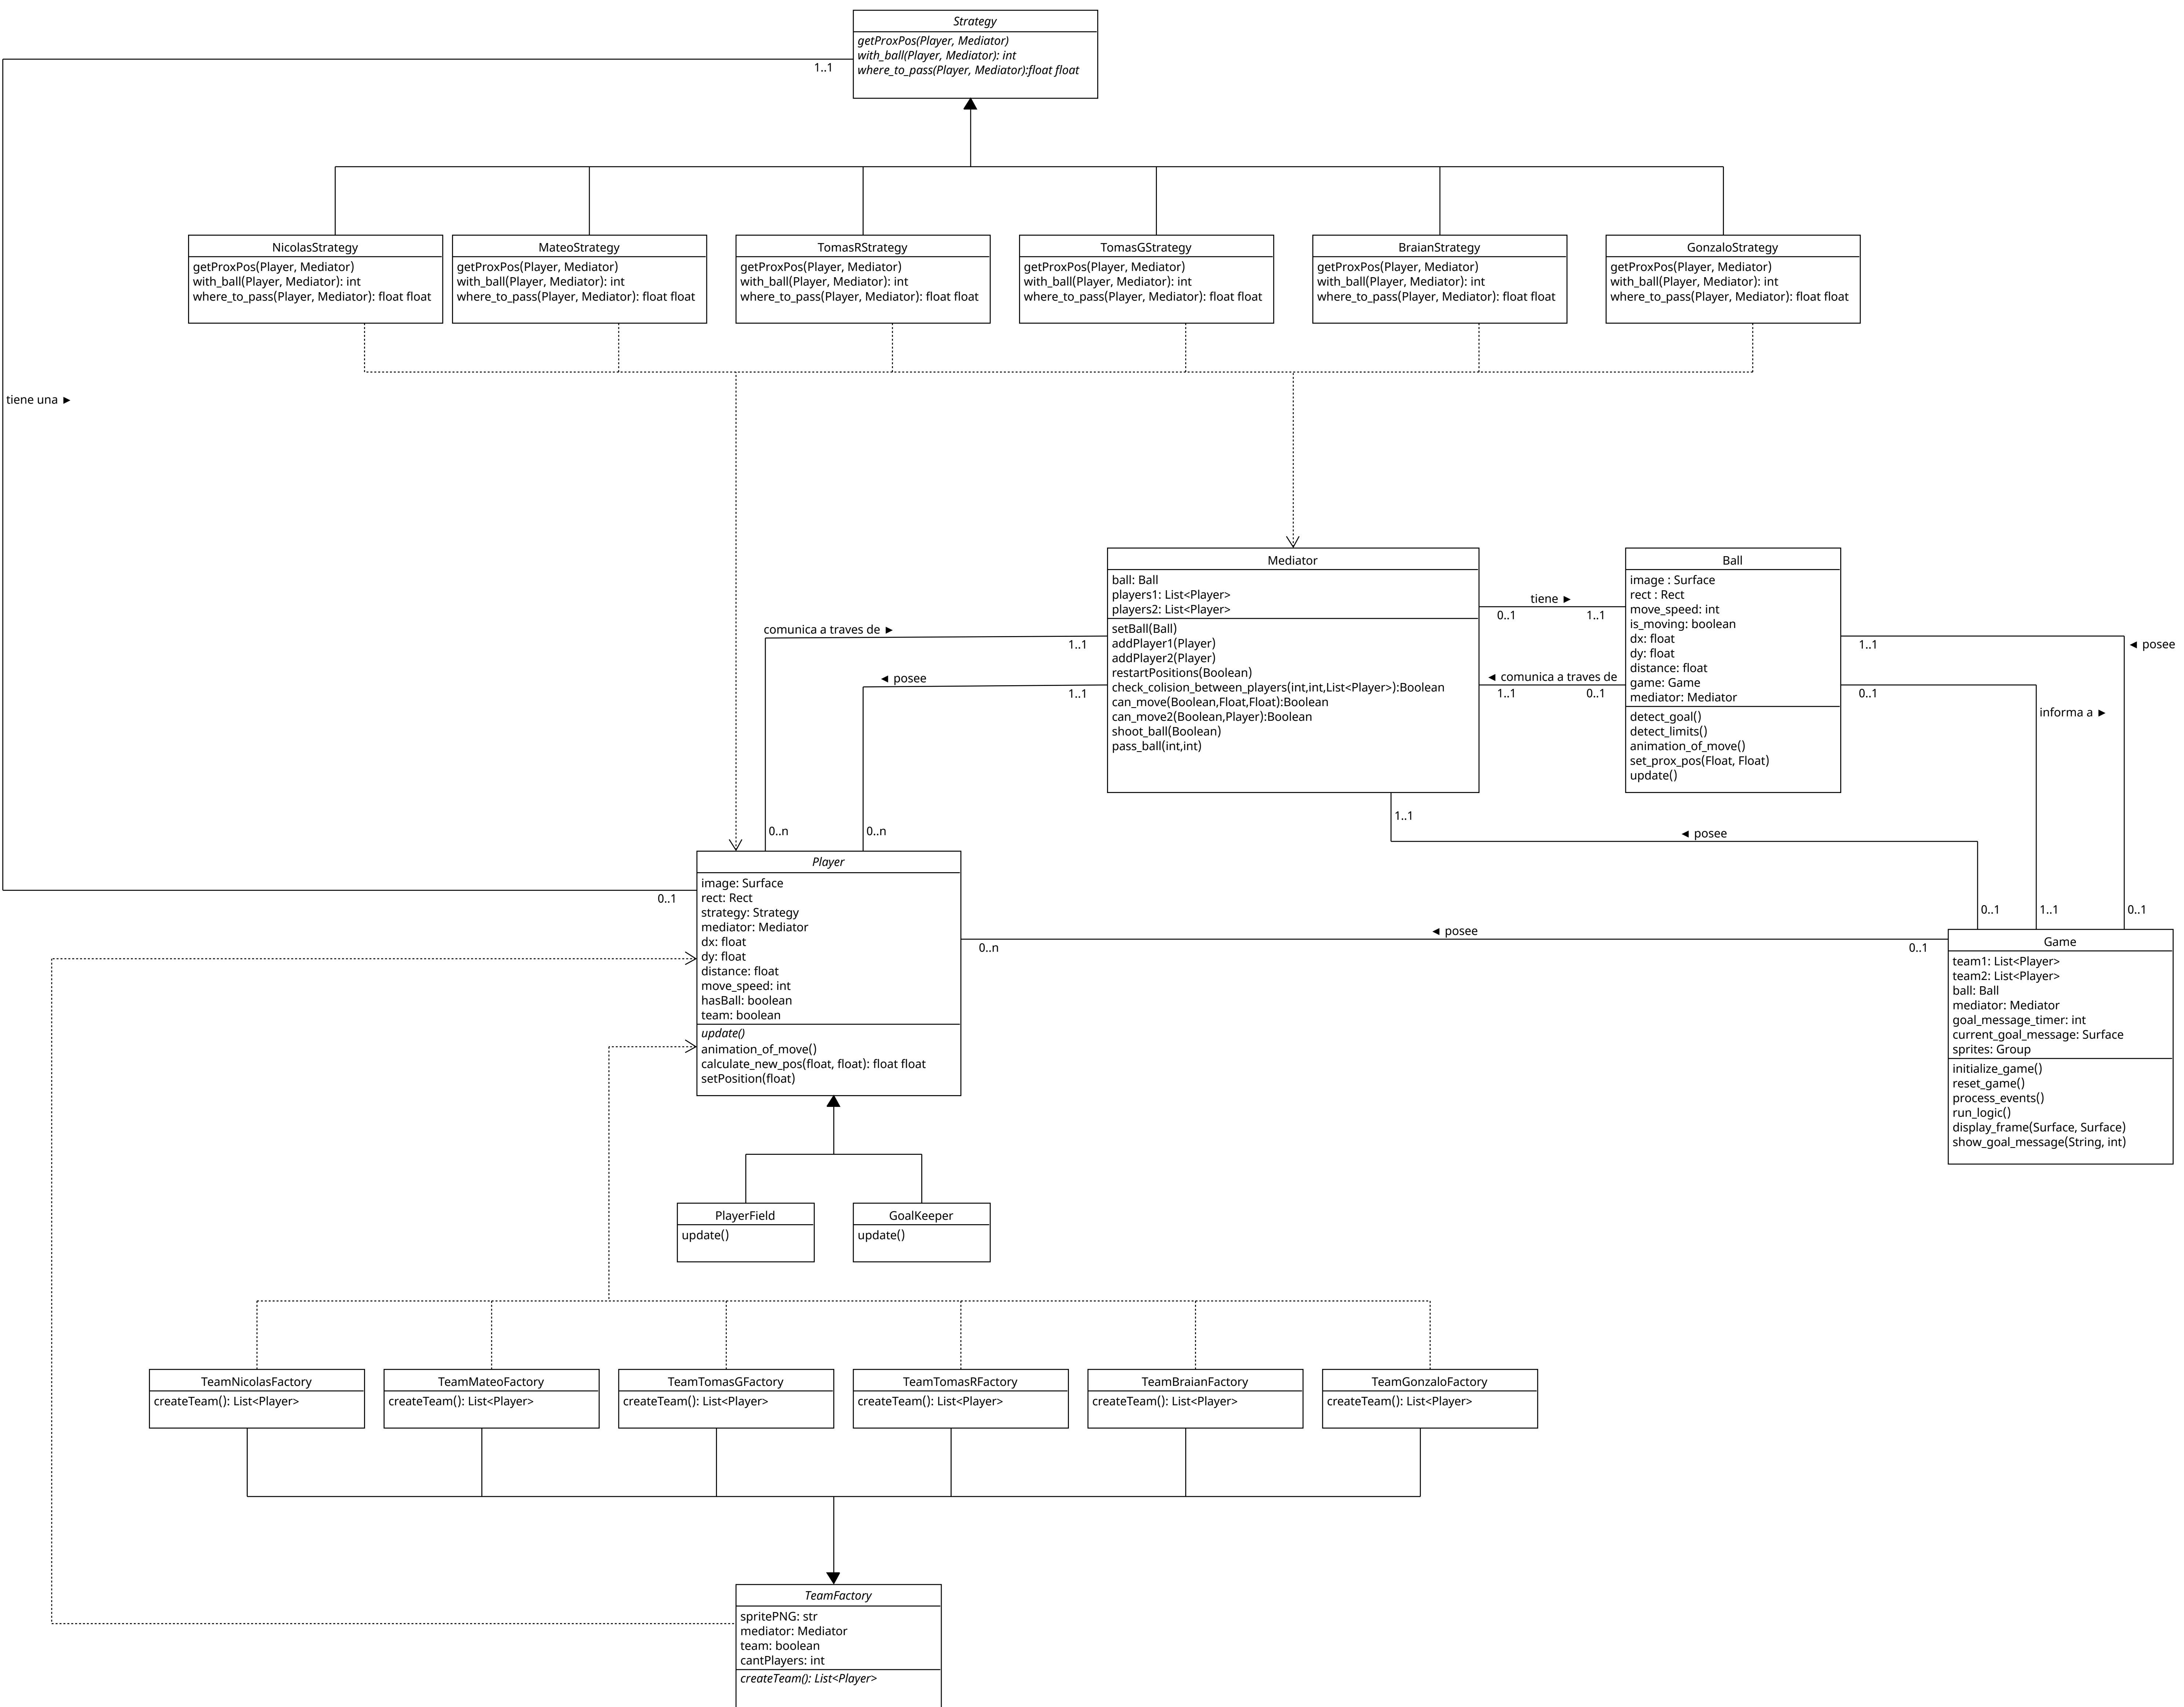 Strategy
getProxPos(Player, Mediator)
with_ball(Player, Mediator): int
where_to_pass(Player, Mediator):float float
1..1
NicolasStrategy
getProxPos(Player, Mediator)
with_ball(Player, Mediator): int
where_to_pass(Player, Mediator): float float
MateoStrategy
getProxPos(Player, Mediator)
with_ball(Player, Mediator): int
where_to_pass(Player, Mediator): float float
TomasRStrategy
getProxPos(Player, Mediator)
with_ball(Player, Mediator): int
where_to_pass(Player, Mediator): float float
TomasGStrategy
getProxPos(Player, Mediator)
with_ball(Player, Mediator): int
where_to_pass(Player, Mediator): float float
BraianStrategy
getProxPos(Player, Mediator)
with_ball(Player, Mediator): int
where_to_pass(Player, Mediator): float float
GonzaloStrategy
getProxPos(Player, Mediator)
with_ball(Player, Mediator): int
where_to_pass(Player, Mediator): float float
tiene una ►
Mediator
ball: Ball
players1: List<Player>
players2: List<Player>
setBall(Ball)
addPlayer1(Player)
addPlayer2(Player)
restartPositions(Boolean)
check_colision_between_players(int,int,List<Player>):Boolean
can_move(Boolean,Float,Float):Boolean
can_move2(Boolean,Player):Boolean
shoot_ball(Boolean)
pass_ball(int,int)
tiene ►
0..1
1..1
◄ comunica a traves de
1..1
0..1
Ball
image : Surface
rect : Rect
move_speed: int
is_moving: boolean
dx: float
dy: float
distance: float
game: Game
mediator: Mediator
detect_goal()
detect_limits()
animation_of_move()
set_prox_pos(Float, Float)
update()
1..1
◄ posee
0..1
informa a ►
comunica a traves de ►
1..1
◄ posee
1..1
0..n
0..n
1..1
◄ posee
0..1
1..1
0..1
Player
image: Surface
rect: Rect
strategy: Strategy
mediator: Mediator
dx: float
dy: float
distance: float
move_speed: int
hasBall: boolean
team: boolean
update()
animation_of_move()
calculate_new_pos(float, float): float float
setPosition(float)
0..1
0..n
◄ posee
0..1
Game
team1: List<Player>
team2: List<Player>
ball: Ball
mediator: Mediator
goal_message_timer: int
current_goal_message: Surface
sprites: Group
initialize_game()
reset_game()
process_events()
run_logic()
display_frame(Surface, Surface)
show_goal_message(String, int)
PlayerField
update()
GoalKeeper
update()
TeamNicolasFactory
createTeam(): List<Player>
TeamMateoFactory
createTeam(): List<Player>
TeamTomasGFactory
createTeam(): List<Player>
TeamTomasRFactory
createTeam(): List<Player>
TeamBraianFactory
createTeam(): List<Player>
TeamGonzaloFactory
createTeam(): List<Player>
TeamFactory
spritePNG: str
mediator: Mediator
team: boolean
cantPlayers: int
createTeam(): List<Player>